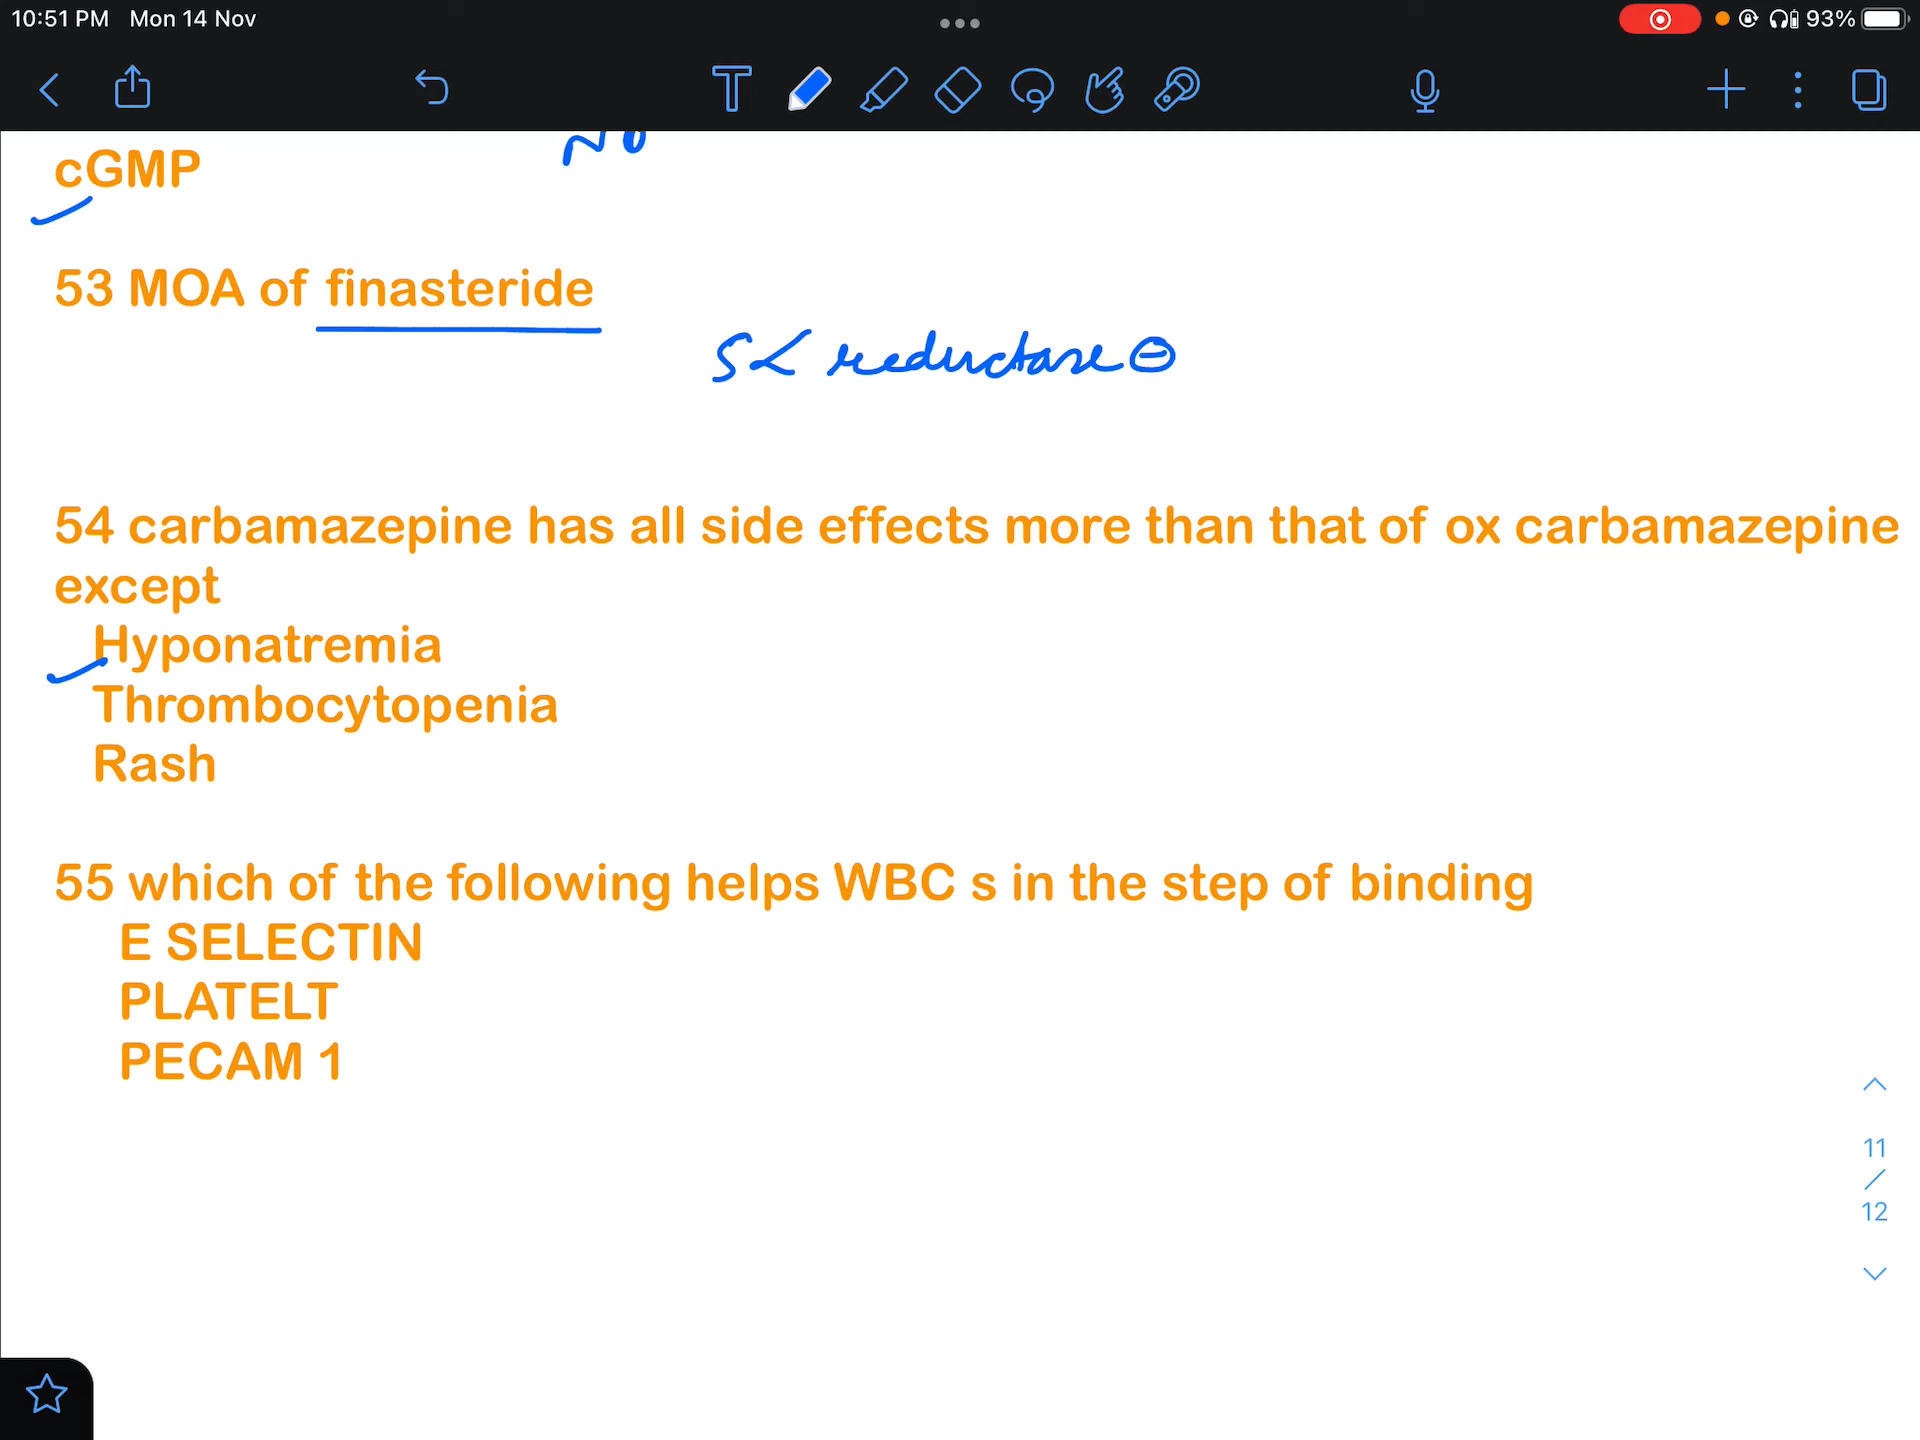 10:51 PM Mon 14 Nov
93%
No
cGMP
53 MOA of finasteride
5α reductase ⊖
54 carbamazepine has all side effects more than that of ox carbamazepine
except
Hyponatremia
Thrombocytopenia
Rash
55 which of the following helps WBC s in the step of binding
E SELECTIN
PLATELT
PECAM 1
11
/
12